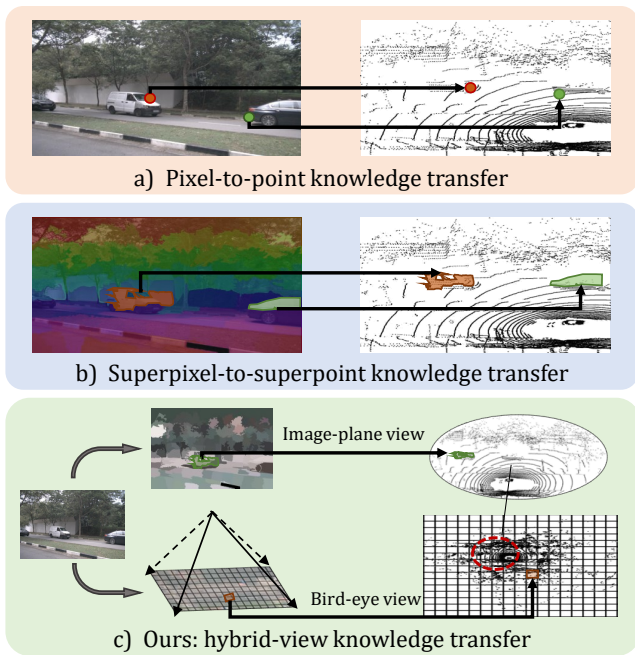 a) Pixel-to-point knowledge transfer
b) Superpixel-to-superpoint knowledge transfer
Image-plane view
Bird-eye view
c) Ours: hybrid-view knowledge transfer